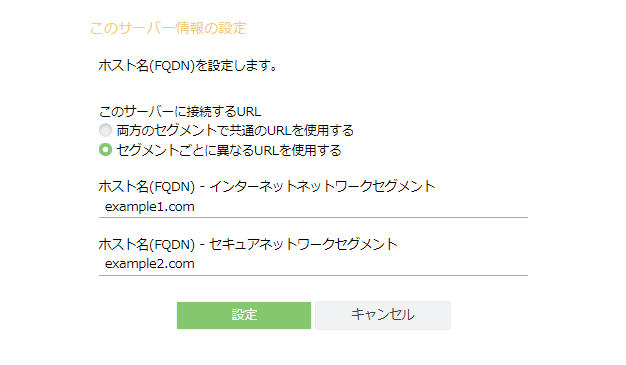 このサーバー情報の設定
ホスト名(FQDN)を設定します。
このサーバーに接続するURL
両方のセグメントで共通のURLを使用する
セグメントごとに異なるURLを使用する
ホスト名(FQDN) - インターネットネットワークセグメント
example1.com
ホスト名(FQDN) - セキュアネットワークセグメント
example2.com
設定 キャンセル